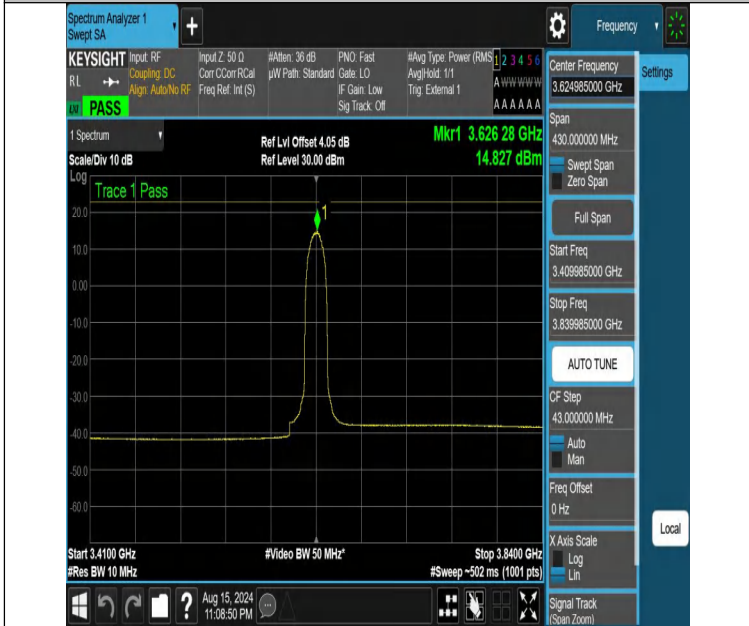 Spectrum Analyzer 1
Swept SA
+
Frequency
KEYSIGHT
RL
LXI
PASS
Input: RF
Coupling: DC
Align: Auto/No RF
Input Z: 50 Ω
Corr CCorr RCal
Freq Ref: Int (S)
#Atten: 36 dB
µW Path: Standard
PNO: Fast
Gate: LO
IF Gain: Low
Sig Track: Off
#Avg Type: Power (RMS
Avg|Hold: 1/1
Trig: External 1
1 2 3 4 5 6
A W W W W W
A A A A A A
1 Spectrum
Scale/Div 10 dB
Log
Ref Lvl Offset 4.05 dB
Ref Level 30.00 dBm
Mkr1 3.626 28 GHz
14.827 dBm
Trace 1 Pass
1
20.0
10.0
0.00
-10.0
-20.0
-30.0
-40.0
-50.0
-60.0
Start 3.4100 GHz
#Res BW 10 MHz
#Video BW 50 MHz*
Stop 3.8400 GHz
#Sweep ~502 ms (1001 pts)
?
Aug 15, 2024
11:08:50 PM
Center Frequency
3.624985000 GHz
Settings
Span
430.000000 MHz
Swept Span
Zero Span
Full Span
Start Freq
3.409985000 GHz
Stop Freq
3.839985000 GHz
AUTO TUNE
CF Step
43.000000 MHz
Auto
Man
Freq Offset
0 Hz
X Axis Scale
Log
Lin
Local
Signal Track
(Span Zoom)